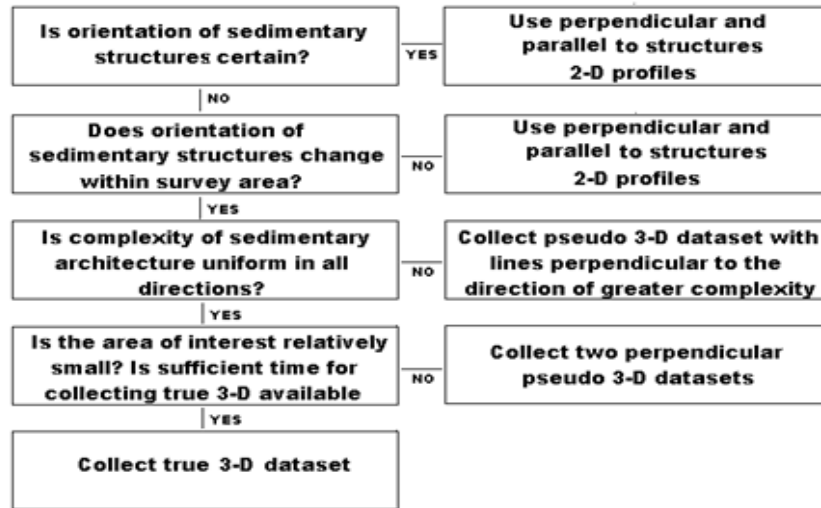 Is orientation of sedimentary
structures certain?
YES
Use perpendicular and
parallel to structures
2-D profiles
NO
Does orientation of
sedimentary structures change
within survey area?
NO
Use perpendicular and
parallel to structures
2-D profiles
YES
Is complexity of sedimentary
architecture uniform in all
directions?
NO
Collect pseudo 3-D dataset with
lines perpendicular to the
direction of greater complexity
YES
Is the area of interest relatively
small? Is sufficient time for
collecting true 3-D available
NO
Collect two perpendicular
pseudo 3-D datasets
YES
Collect true 3-D dataset